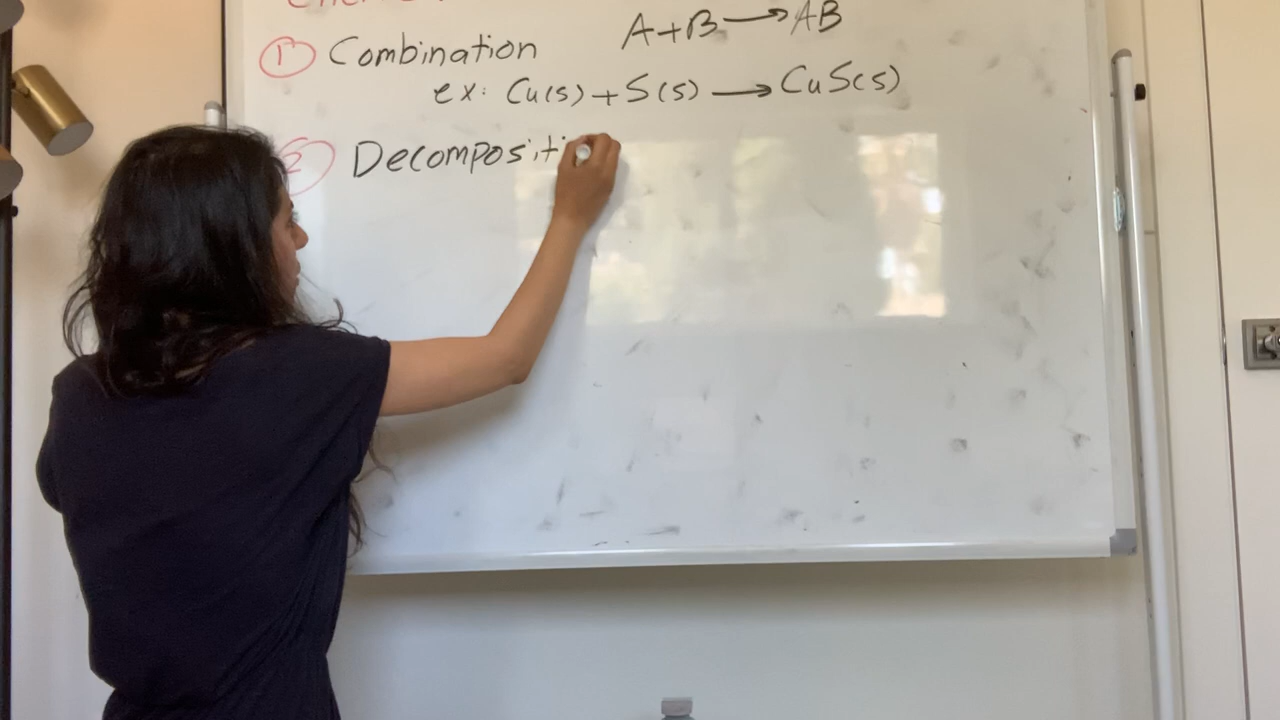 ① Combination A+B⟶AB
ex: Cu(s) + S(s) ⟶ CuS(s)
② Decompositi